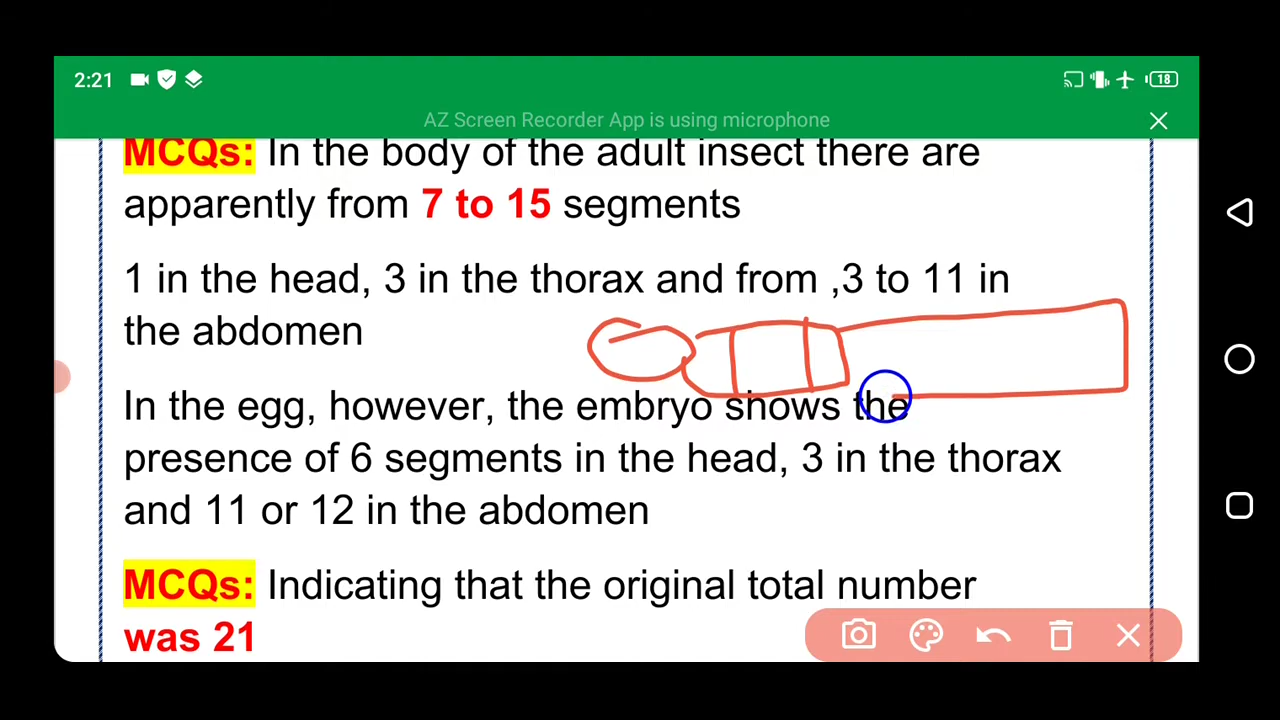 2:21
18
AZ Screen Recorder App is using microphone
MCQs: In the body of the adult insect there are
apparently from 7 to 15 segments
1 in the head, 3 in the thorax and from ,3 to 11 in
the abdomen
In the egg, however, the embryo shows the
presence of 6 segments in the head, 3 in the thorax
and 11 or 12 in the abdomen
MCQs: Indicating that the original total number
was 21